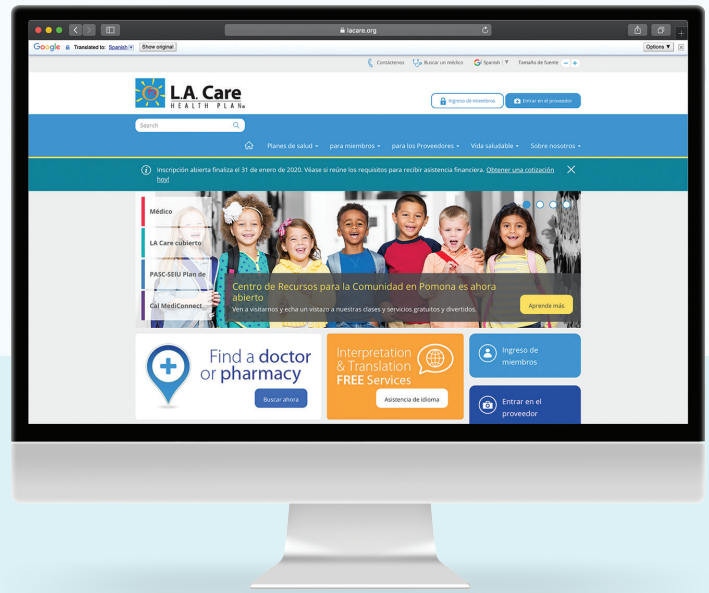 lacare.org
Google Translated to: Spanish Show original Options ▼
Contáctenos Buscar un médico Spanish ▼ Tamaño de fuente − +
L.A. Care
HEALTH PLAN®
Ingreso de miembros Entrar en el proveedor
Search
Planes de salud para miembros para los Proveedores Vida saludable Sobre nosotros
Inscripción abierta finaliza el 31 de enero de 2020. Véase si reúne los requisitos para recibir asistencia financiera. Obtener una cotización
hoy!
Médico
LA Care cubierto
PASC-SEIU Plan de
Cal MediConnect
Centro de Recursos para la Comunidad en Pomona es ahora
abierto
Ven a visitarnos y echa un vistazo a nuestras clases y servicios gratuitos y divertidos.
Aprende más
Find a doctor
or pharmacy
Buscar ahora
Interpretation
& Translation
FREE Services
Asistencia de idioma
Ingreso de
miembros
Entrar en el
proveedor